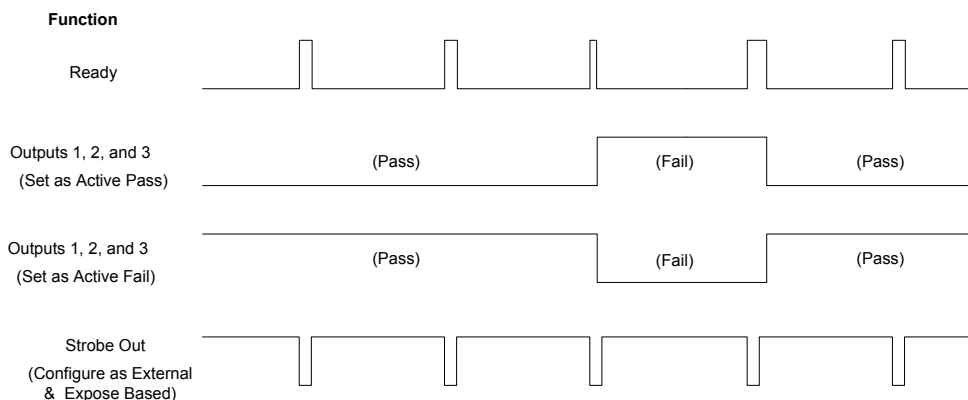 Function
Ready
Outputs 1, 2, and 3
(Set as Active Pass)
(Pass)
(Fail)
(Pass)
Outputs 1, 2, and 3
(Set as Active Fail)
(Pass)
(Fail)
(Pass)
Strobe Out
(Configure as External
& Expose Based)